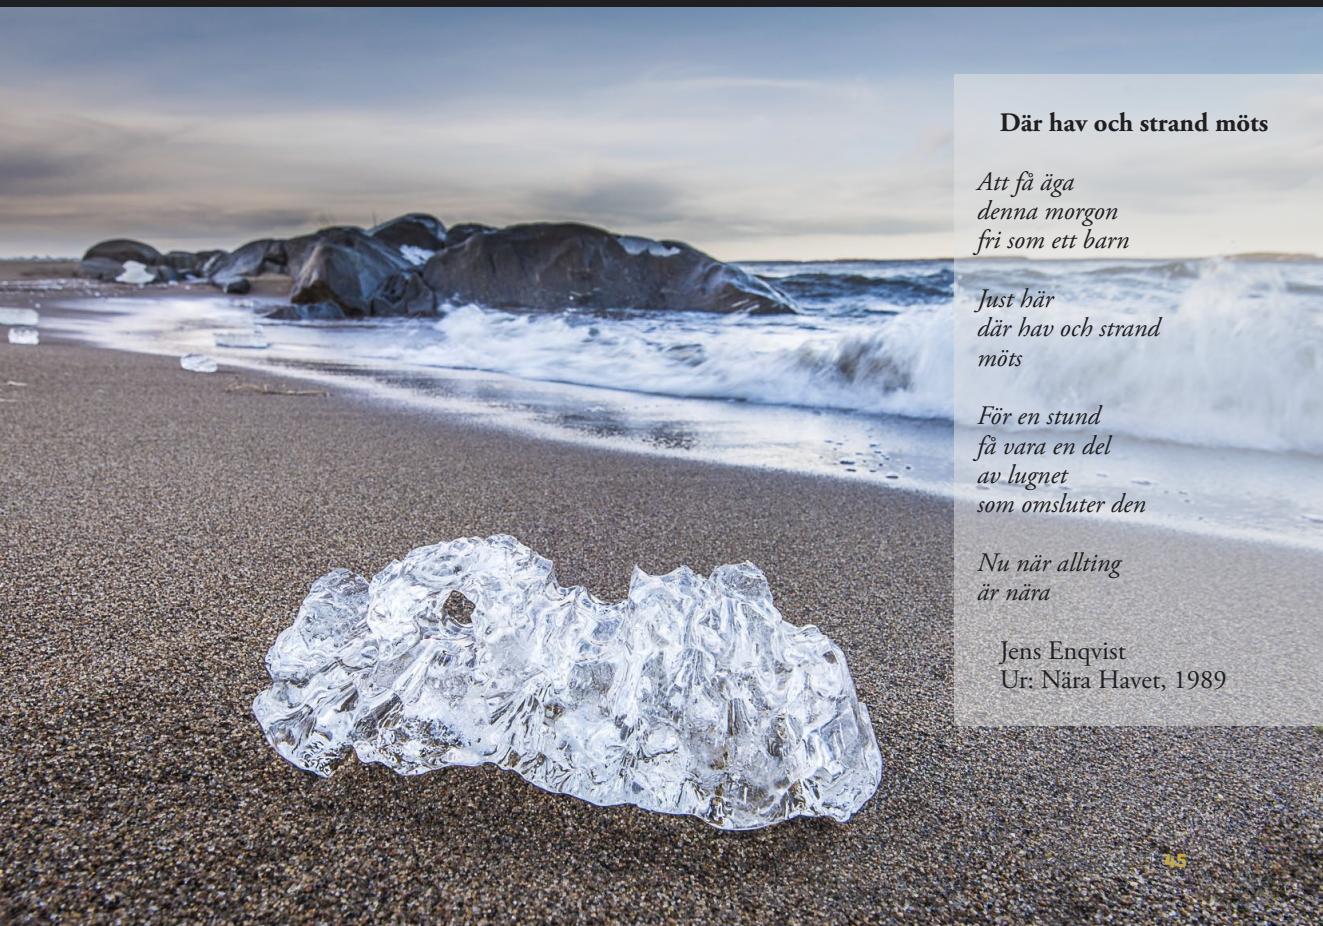 Där hav och strand möts
Att få äga
denna morgon
fri som ett barn
Just här
där hav och strand
möts
För en stund
få vara en del
av lugnet
som omsluter den
Nu när allting
är nära
Jens Enqvist
Ur: Nära Havet, 1989
45